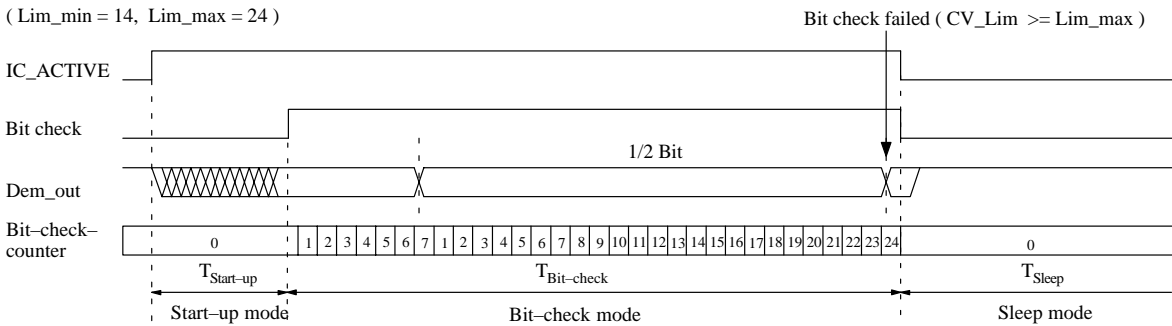 ( Lim_min = 14, Lim_max = 24 )
Bit check failed ( CV_Lim >= Lim_max )
IC_ACTIVE
Bit check
1/2 Bit
Dem_out
Bit–check–
counter
0 1 2 3 4 5 6 7 1 2 3 4 5 6 7 8 9 10 11 12 13 14 15 16 17 18 19 20 21 22 23 24 0
T Start–up T Bit–check T Sleep
Start–up mode Bit–check mode Sleep mode